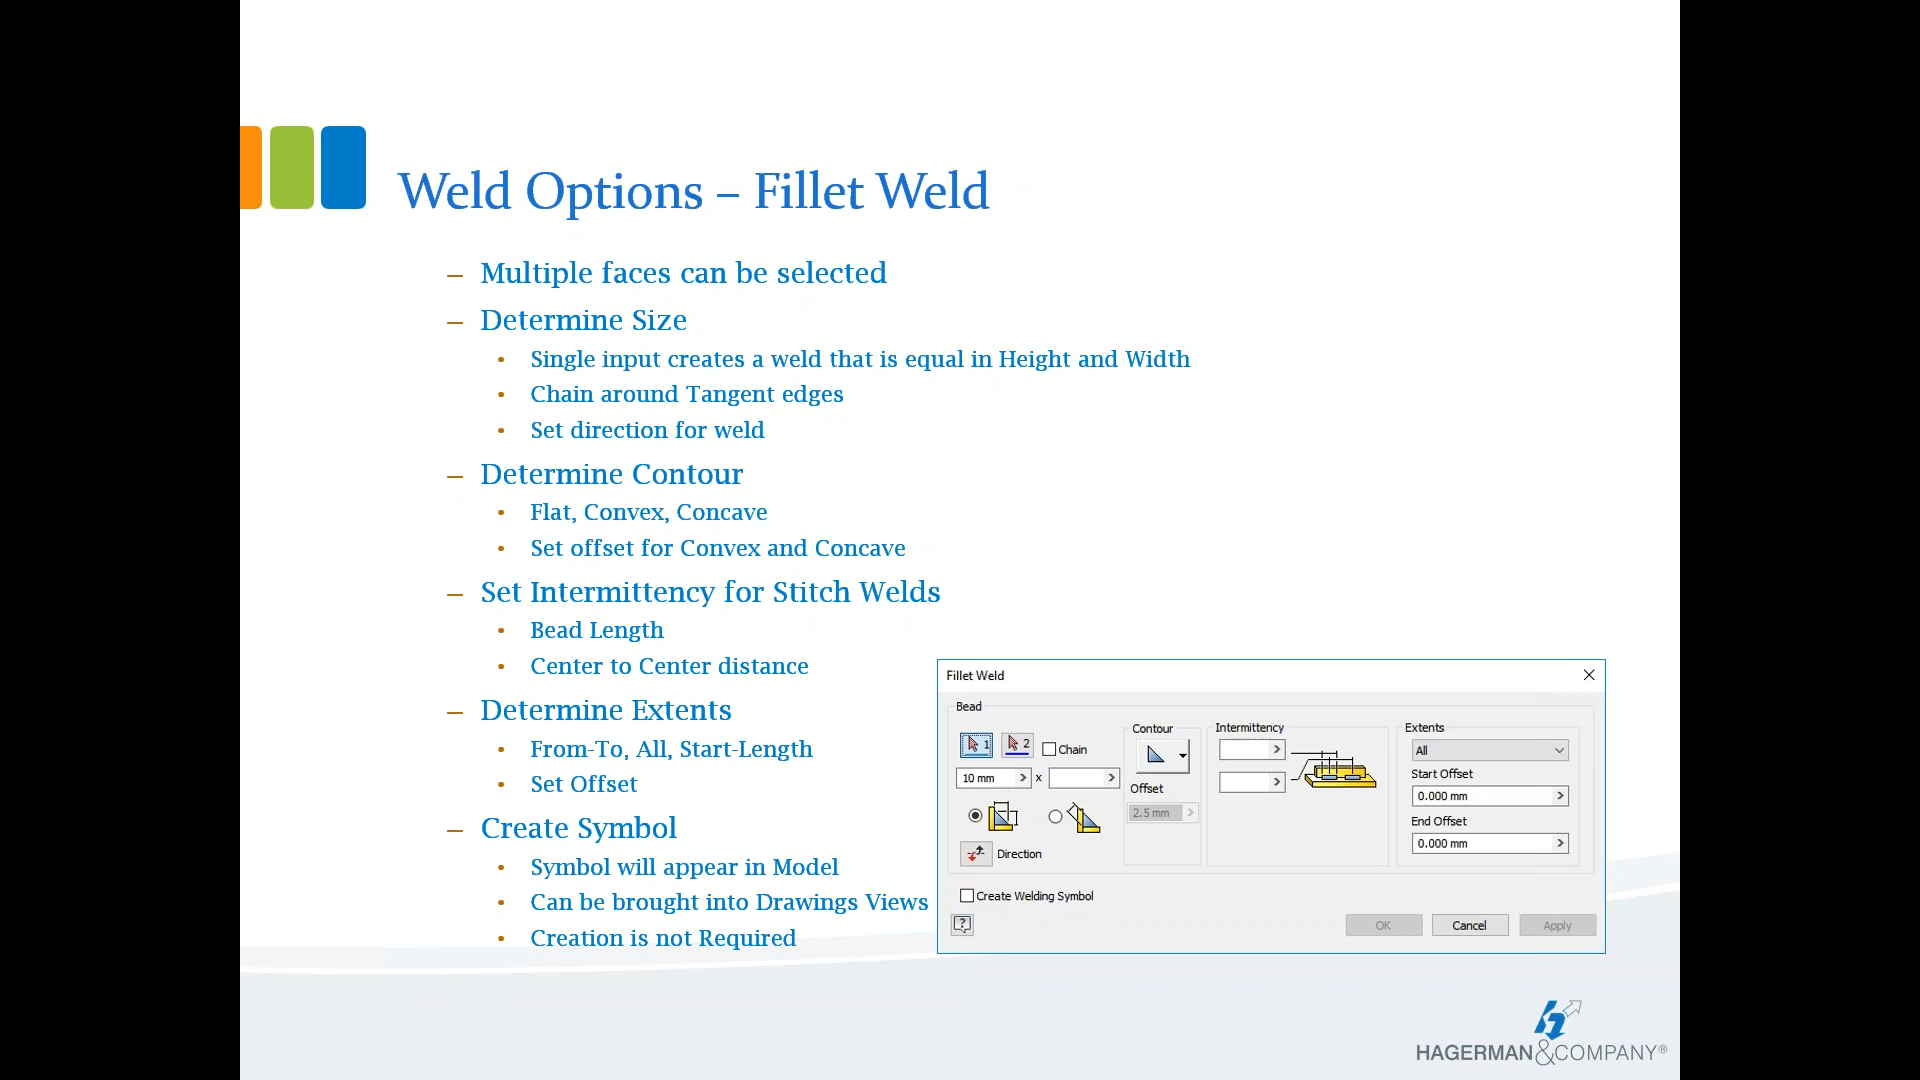 Weld Options – Fillet Weld
– Multiple faces can be selected
– Determine Size
• Single input creates a weld that is equal in Height and Width
• Chain around Tangent edges
• Set direction for weld
– Determine Contour
• Flat, Convex, Concave
• Set offset for Convex and Concave
– Set Intermittency for Stitch Welds
• Bead Length
• Center to Center distance
– Determine Extents
• From-To, All, Start-Length
• Set Offset
– Create Symbol
• Symbol will appear in Model
• Can be brought into Drawings Views
• Creation is not Required
Fillet Weld
Bead
1 2 Chain
10 mm x
Direction
Contour
Offset
2.5 mm
Intermittency
Extents
All
Start Offset
0.000 mm
End Offset
0.000 mm
Create Welding Symbol
?
OK Cancel Apply
HAGERMAN&COMPANY®